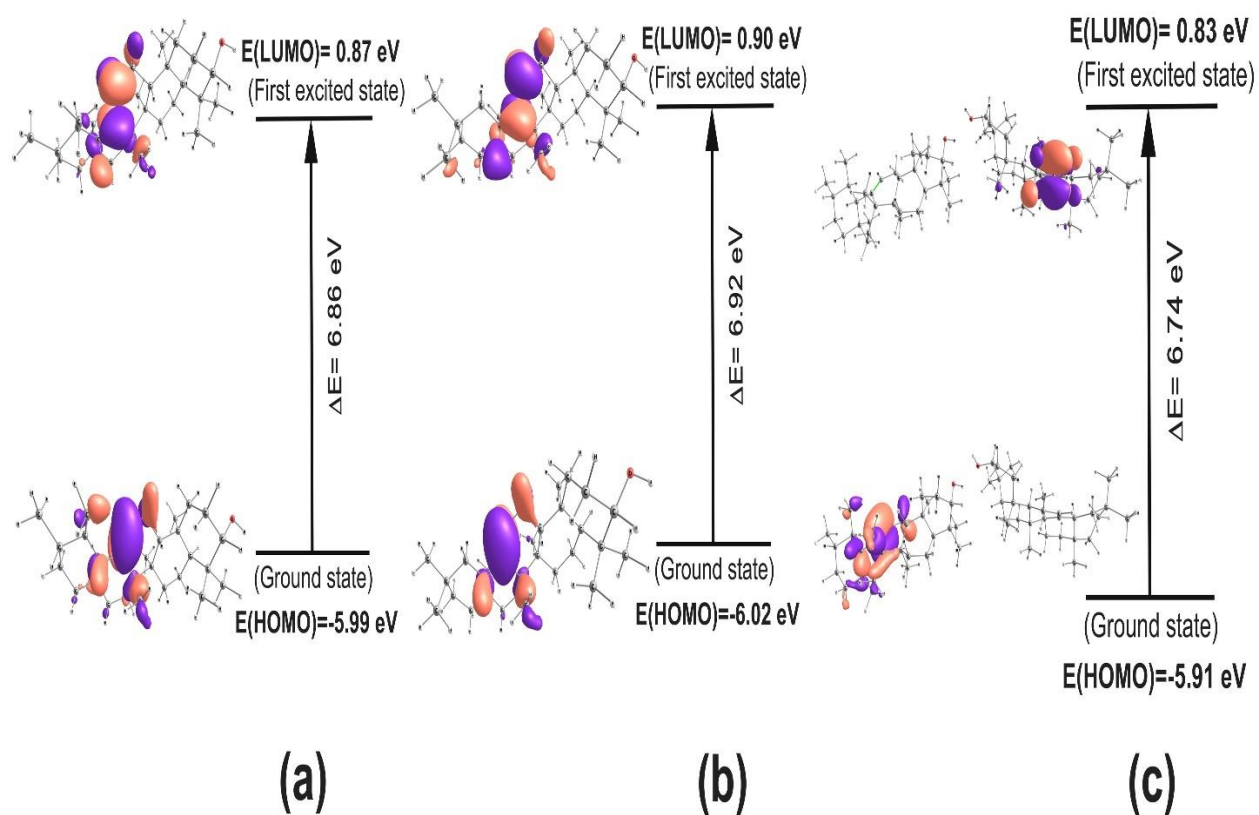 E(LUMO)= 0.87 eV
(First excited state)
ΔE= 6.86 eV
(Ground state)
E(HOMO)=-5.99 eV
(a)
E(LUMO)= 0.90 eV
(First excited state)
ΔE= 6.92 eV
(Ground state)
E(HOMO)=-6.02 eV
(b)
E(LUMO)= 0.83 eV
(First excited state)
ΔE= 6.74 eV
(Ground state)
E(HOMO)=-5.91 eV
(c)